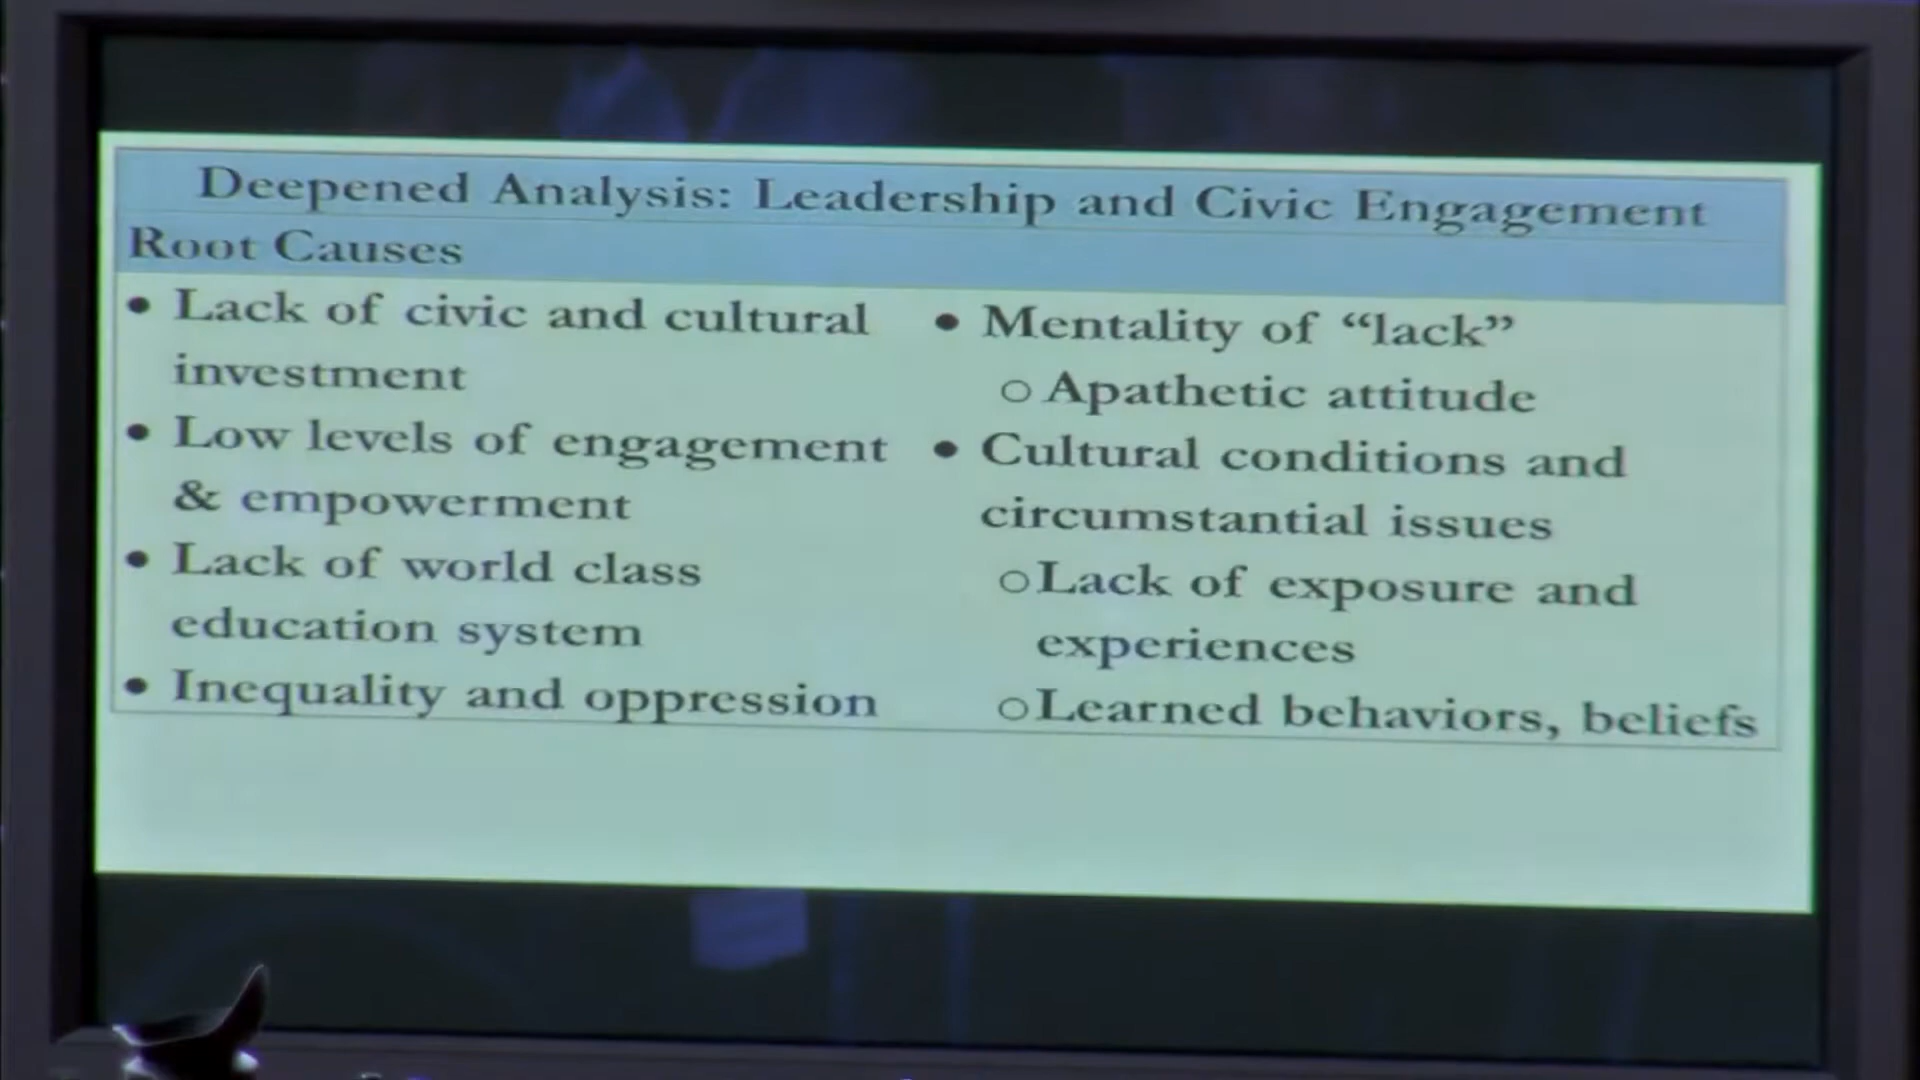 Deepened Analysis: Leadership and Civic Engagement
Root Causes
• Lack of civic and cultural
investment
• Low levels of engagement
& empowerment
• Lack of world class
education system
• Inequality and oppression
• Mentality of “lack”
○ Apathetic attitude
• Cultural conditions and
circumstantial issues
○ Lack of exposure and
experiences
○ Learned behaviors, beliefs